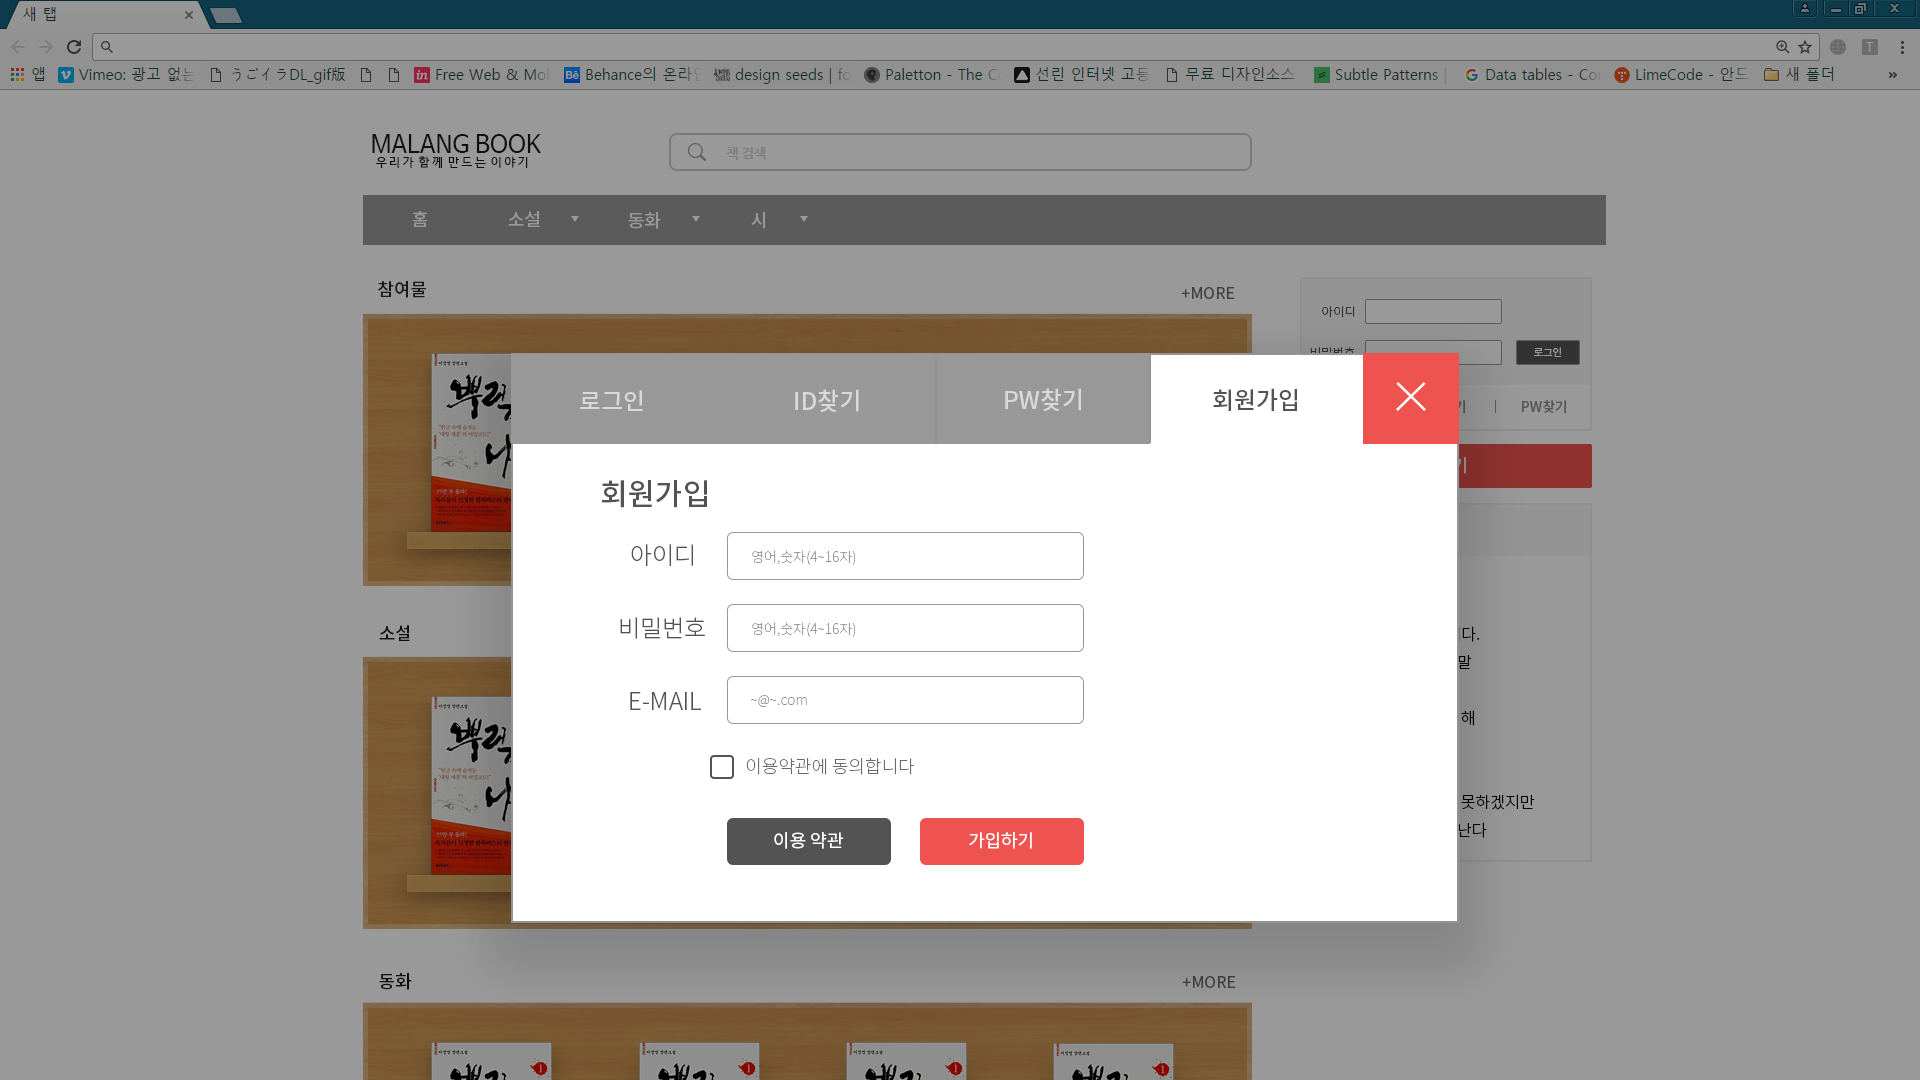 새 탭
앱 Vimeo: 광고 없는 うごイラDL_gif版 Free Web & Mo Behance의 온라인 design seeds | fo Paletton - The C 선린 인터넷 고등 무료 디자인소스 Subtle Patterns | Data tables - Co LimeCode - 안드 새 폴더 »
MALANG BOOK
우리가 함께 만드는 이야기
책 검색
홈 소설 동화 시
참여물
+MORE
아이디
비밀번호
로그인
PW찾기
로그인 ID찾기 PW찾기 회원가입
회원가입
아이디 영어,숫자(4~16자)
비밀번호 영어,숫자(4~16자)
E-MAIL ~@~.com
이용약관에 동의합니다
이용 약관 가입하기
기
다.
말
해
못하겠지만
난다
소설
동화
+MORE
뿌리
나